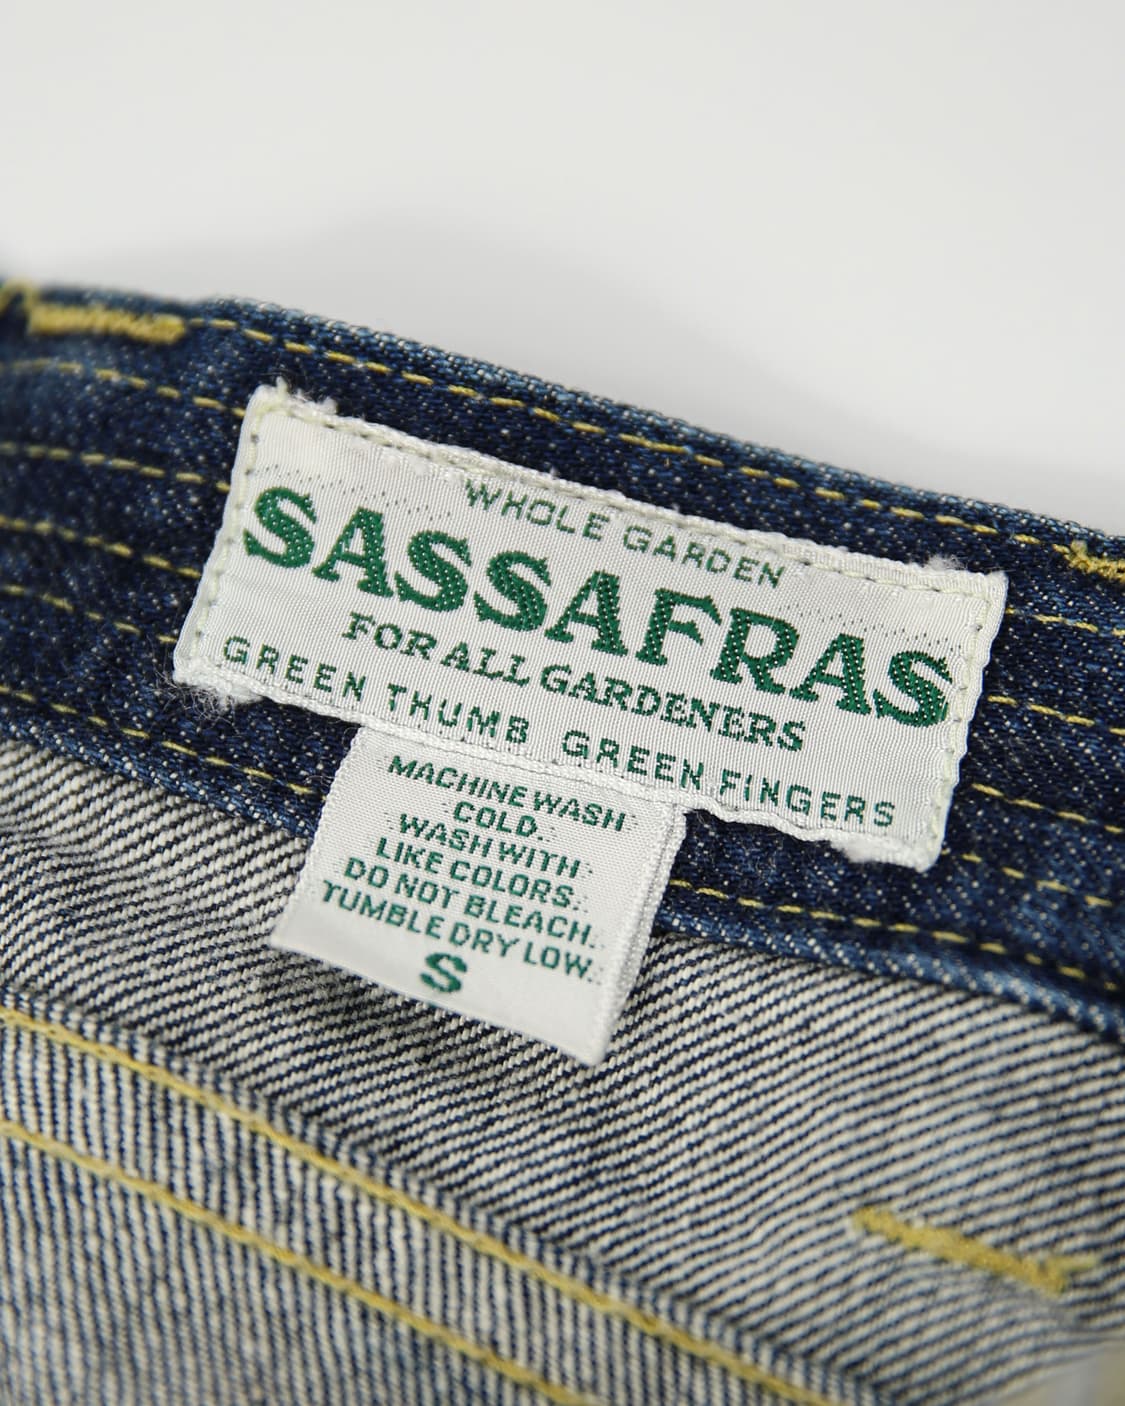 WHOLE GARDEN
SASSAFRAS
FOR ALL GARDENERS
GREEN THUMB GREEN FINGERS
MACHINE WASH
COLD.
WASH WITH
LIKE COLORS.
DO NOT BLEACH.
TUMBLE DRY LOW.
S